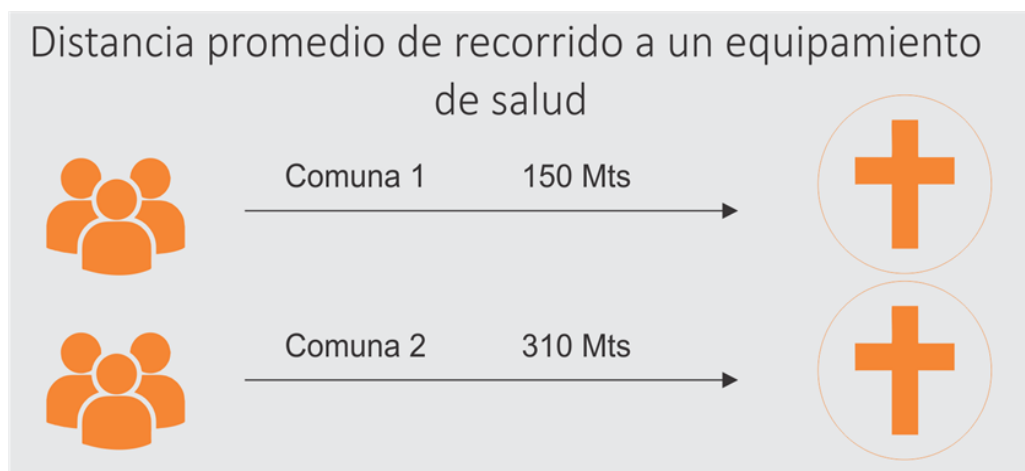 Distancia promedio de recorrido a un equipamiento
de salud
Comuna 1 150 Mts
Comuna 2 310 Mts